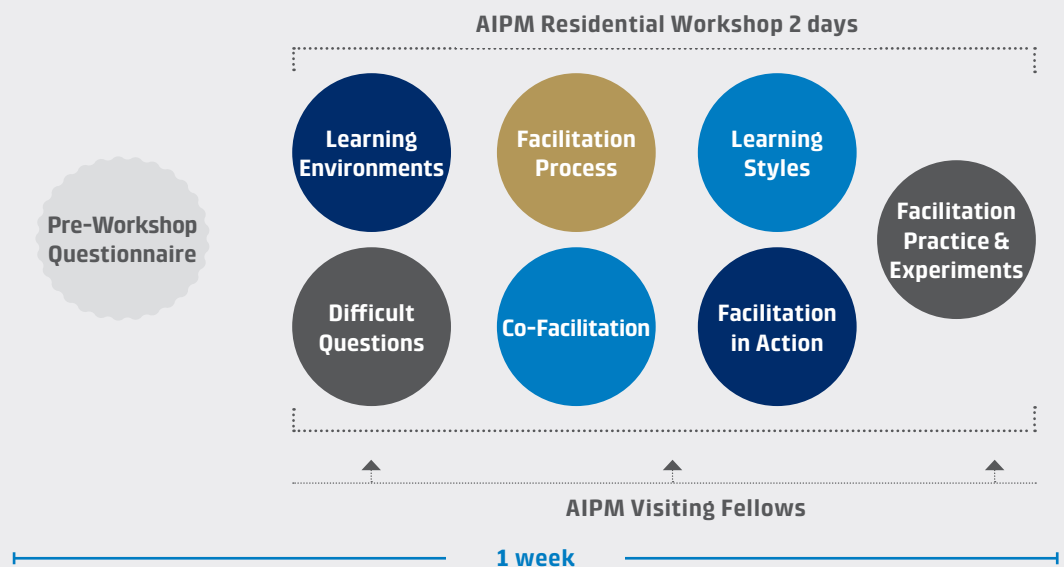 AIPM Residential Workshop 2 days
Pre-Workshop
Questionnaire
Learning
Environments
Facilitation
Process
Learning
Styles
Difficult
Questions
Co-Facilitation
Facilitation
in Action
Facilitation
Practice &
Experiments
AIPM Visiting Fellows
1 week